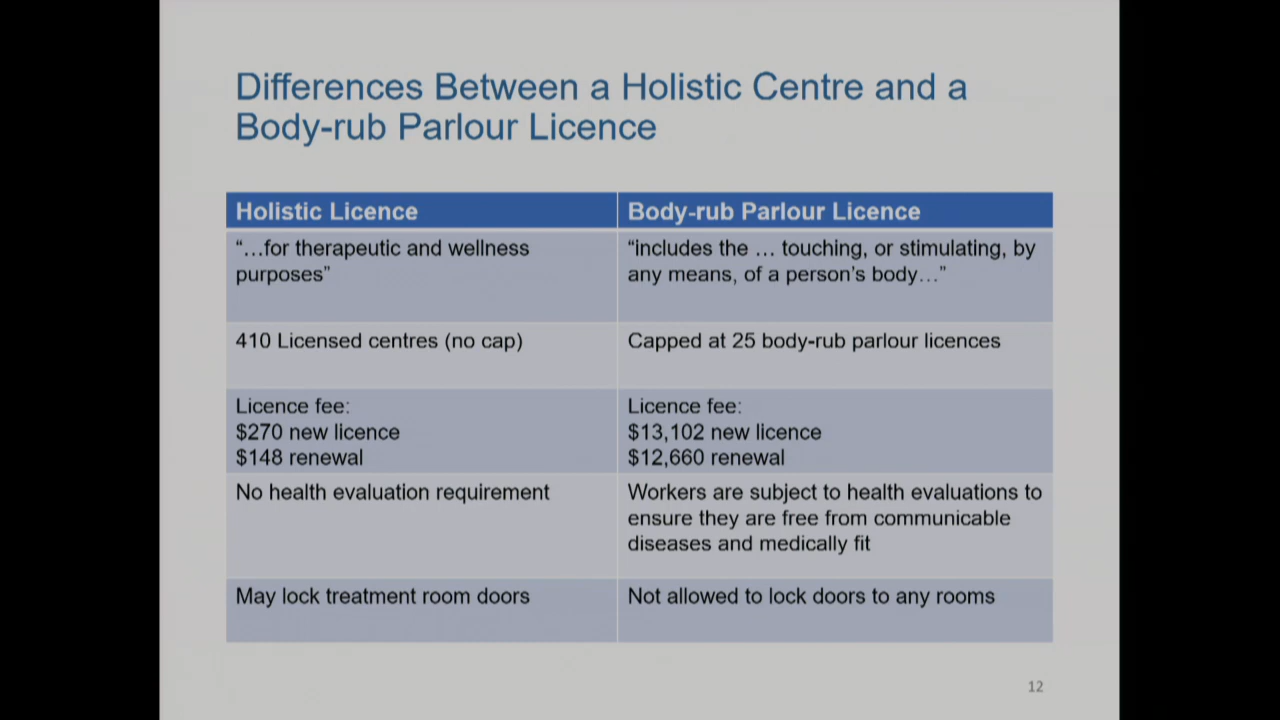 Differences Between a Holistic Centre and a
Body-rub Parlour Licence
Holistic Licence
Body-rub Parlour Licence
“…for therapeutic and wellness
purposes”
“includes the … touching, or stimulating, by
any means, of a person’s body…”
410 Licensed centres (no cap)
Capped at 25 body-rub parlour licences
Licence fee:
$270 new licence
$148 renewal
Licence fee:
$13,102 new licence
$12,660 renewal
No health evaluation requirement
Workers are subject to health evaluations to
ensure they are free from communicable
diseases and medically fit
May lock treatment room doors
Not allowed to lock doors to any rooms
12